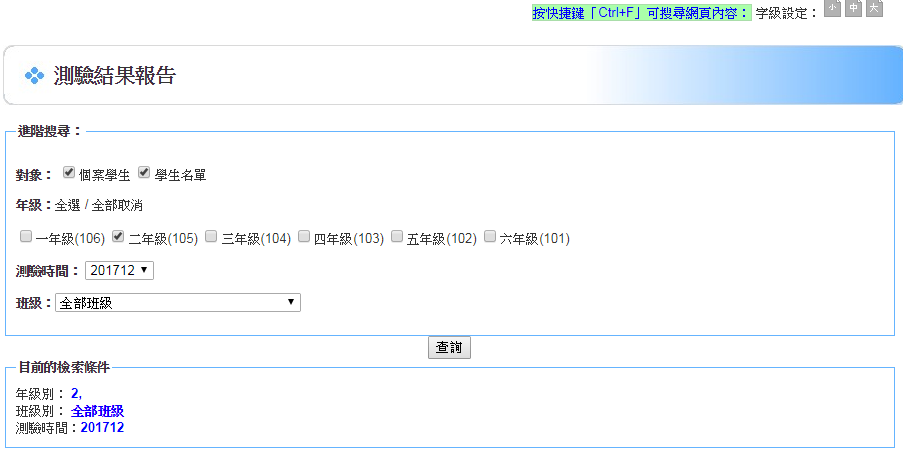 按快捷鍵「Ctrl+F」可搜尋網頁內容： 字級設定： 小 中 大
測驗結果報告
進階搜尋：
對象： 個案學生 學生名單
年級：全選 / 全部取消
一年級(106) 二年級(105) 三年級(104) 四年級(103) 五年級(102) 六年級(101)
測驗時間： 201712
班級：全部班級
查詢
目前的檢索條件
年級別： 2,
班級別： 全部班級
測驗時間：201712